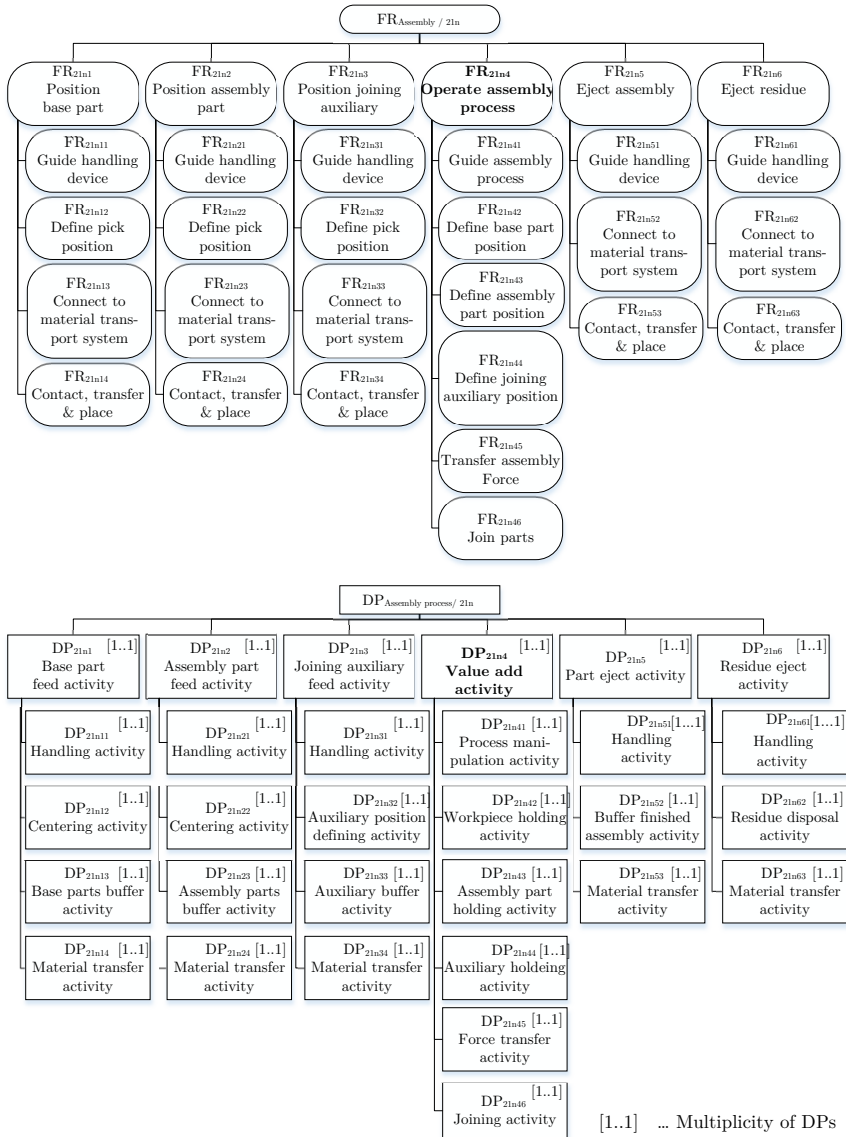 FRAssembly / 21n
FR21n1
Position
base part
FR21n11
Guide handling
device
FR21n12
Define pick
position
FR21n13
Connect to
material trans-
port system
FR21n14
Contact, transfer
& place
FR21n2
Position assembly
part
FR21n21
Guide handling
device
FR21n22
Define pick
position
FR21n23
Connect to
material trans-
port system
FR21n24
Contact, transfer
& place
FR21n3
Position joining
auxiliary
FR21n31
Guide handling
device
FR21n32
Define pick
position
FR21n33
Connect to
material trans-
port system
FR21n34
Contact, transfer
& place
FR21n4
Operate assembly
process
FR21n41
Guide assembly
process
FR21n42
Define base part
position
FR21n43
Define assembly
part position
FR21n44
Define joining
auxiliary position
FR21n45
Transfer assembly
Force
FR21n46
Join parts
FR21n5
Eject assembly
FR21n51
Guide handling
device
FR21n52
Connect to
material trans-
port system
FR21n53
Contact, transfer
& place
FR21n6
Eject residue
FR21n61
Guide handling
device
FR21n62
Connect to
material trans-
port system
FR21n63
Contact, transfer
& place
DPAssembly process/ 21n
DP21n1 [1..1]
Base part
feed activity
DP21n11 [1..1]
Handling activity
DP21n12 [1..1]
Centering activity
DP21n13 [1..1]
Base parts buffer
activity
DP21n14 [1..1]
Material transfer
activity
DP21n2 [1..1]
Assembly part
feed activity
DP21n21 [1..1]
Handling activity
DP21n22 [1..1]
Centering activity
DP21n23 [1..1]
Assembly parts
buffer activity
DP21n24 [1..1]
Material transfer
activity
DP21n3 [1..1]
Joining auxiliary
feed activity
DP21n31 [1..1]
Handling activity
DP21n32 [1..1]
Auxiliary position
defining activity
DP21n33 [1..1]
Auxiliary buffer
activity
DP21n34 [1..1]
Material transfer
activity
DP21n4 [1..1]
Value add
activity
DP21n41 [1..1]
Process mani-
pulation activity
DP21n42 [1..1]
Workpiece holding
activity
DP21n43 [1..1]
Assembly part
holding activity
DP21n44 [1..1]
Auxiliary holdeing
activity
DP21n45 [1..1]
Force transfer
activity
DP21n46 [1..1]
Joining activity
DP21n5 [1..1]
Part eject activity
DP21n51 [1...1]
Handling
activity
DP21n52 [1..1]
Buffer finished
assembly activity
DP21n53 [1..1]
Material transfer
activity
DP21n6 [1..1]
Residue eject
activity
DP21n61 [1...1]
Handling
activity
DP21n62 [1..1]
Residue disposal
activity
DP21n63 [1..1]
Material transfer
activity
[1..1] ... Multiplicity of DPs